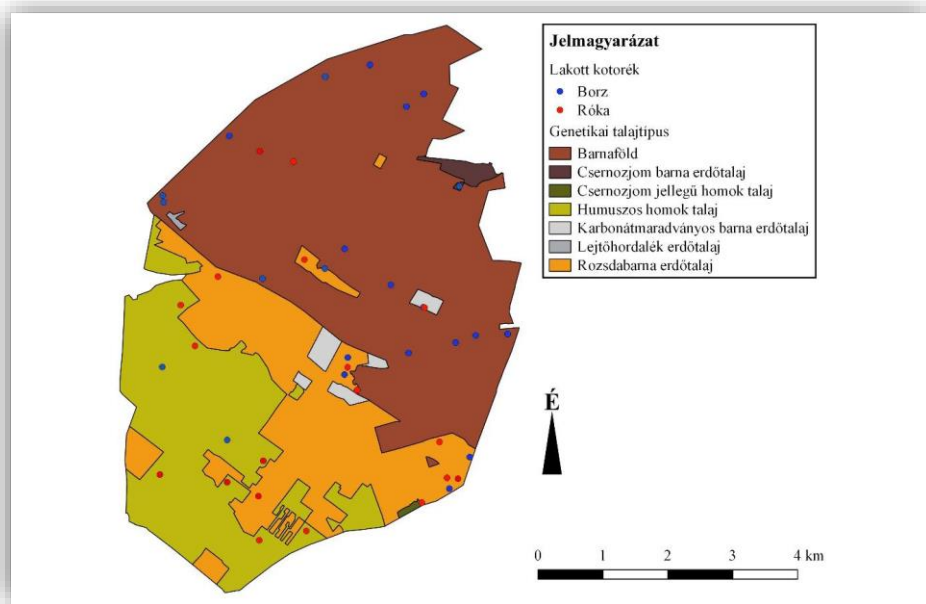 Jelmagyarázat
Lakott kotorék
Borz
Róka
Genetikai talajtípus
Barnaföld
Csernozjom barna erdőtalaj
Csernozjom jellegű homok talaj
Humuszos homok talaj
Karbonátmaradványos barna erdőtalaj
Lejtőhordalék erdőtalaj
Rozsdabarna erdőtalaj
É
0 1 2 3 4 km